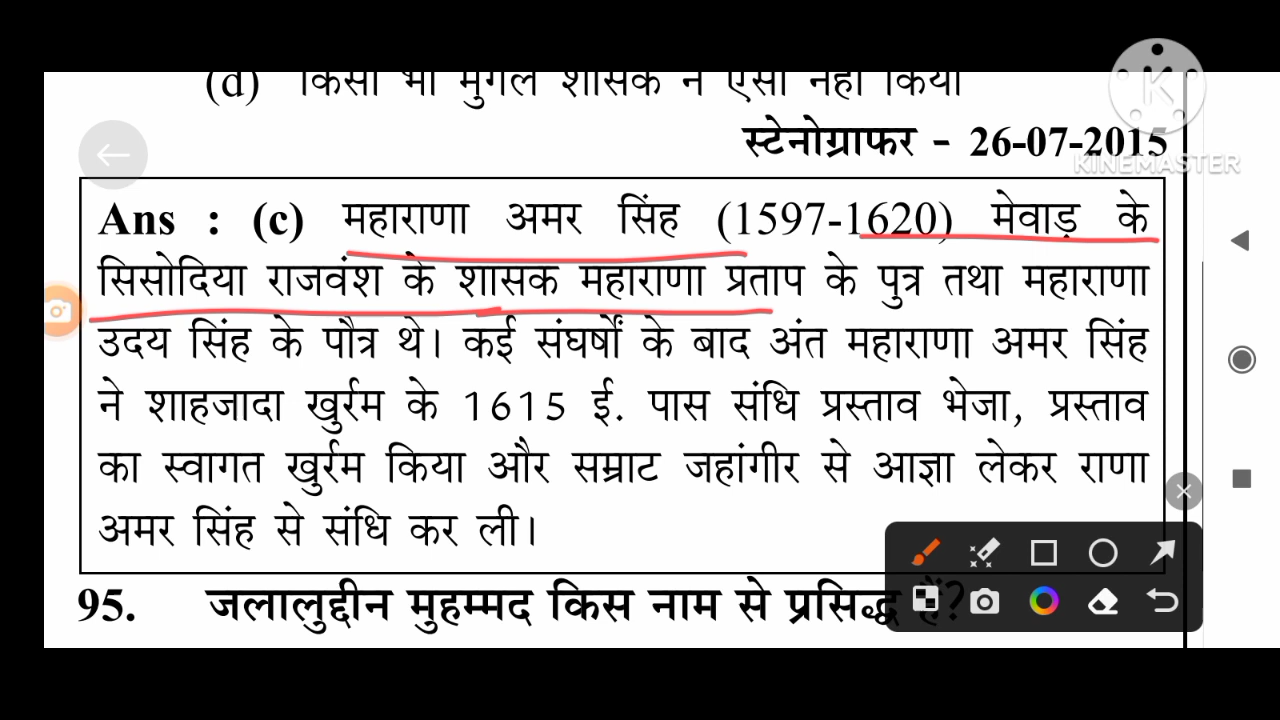 (d) किसी भी मुगल शासक ने ऐसा नहीं किया
स्टेनोग्राफर - 26-07-2015
KINEMASTER
Ans : (c) महाराणा अमर सिंह (1597-1620) मेवाड़ के
सिसोदिया राजवंश के शासक महाराणा प्रताप के पुत्र तथा महाराणा
उदय सिंह के पौत्र थे। कई संघर्षों के बाद अंत महाराणा अमर सिंह
ने शाहजादा खुर्रम के 1615 ई. पास संधि प्रस्ताव भेजा, प्रस्ताव
का स्वागत खुर्रम किया और सम्राट जहांगीर से आज्ञा लेकर राणा
अमर सिंह से संधि कर ली।
95. जलालुद्दीन मुहम्मद किस नाम से प्रसिद्ध हैं?